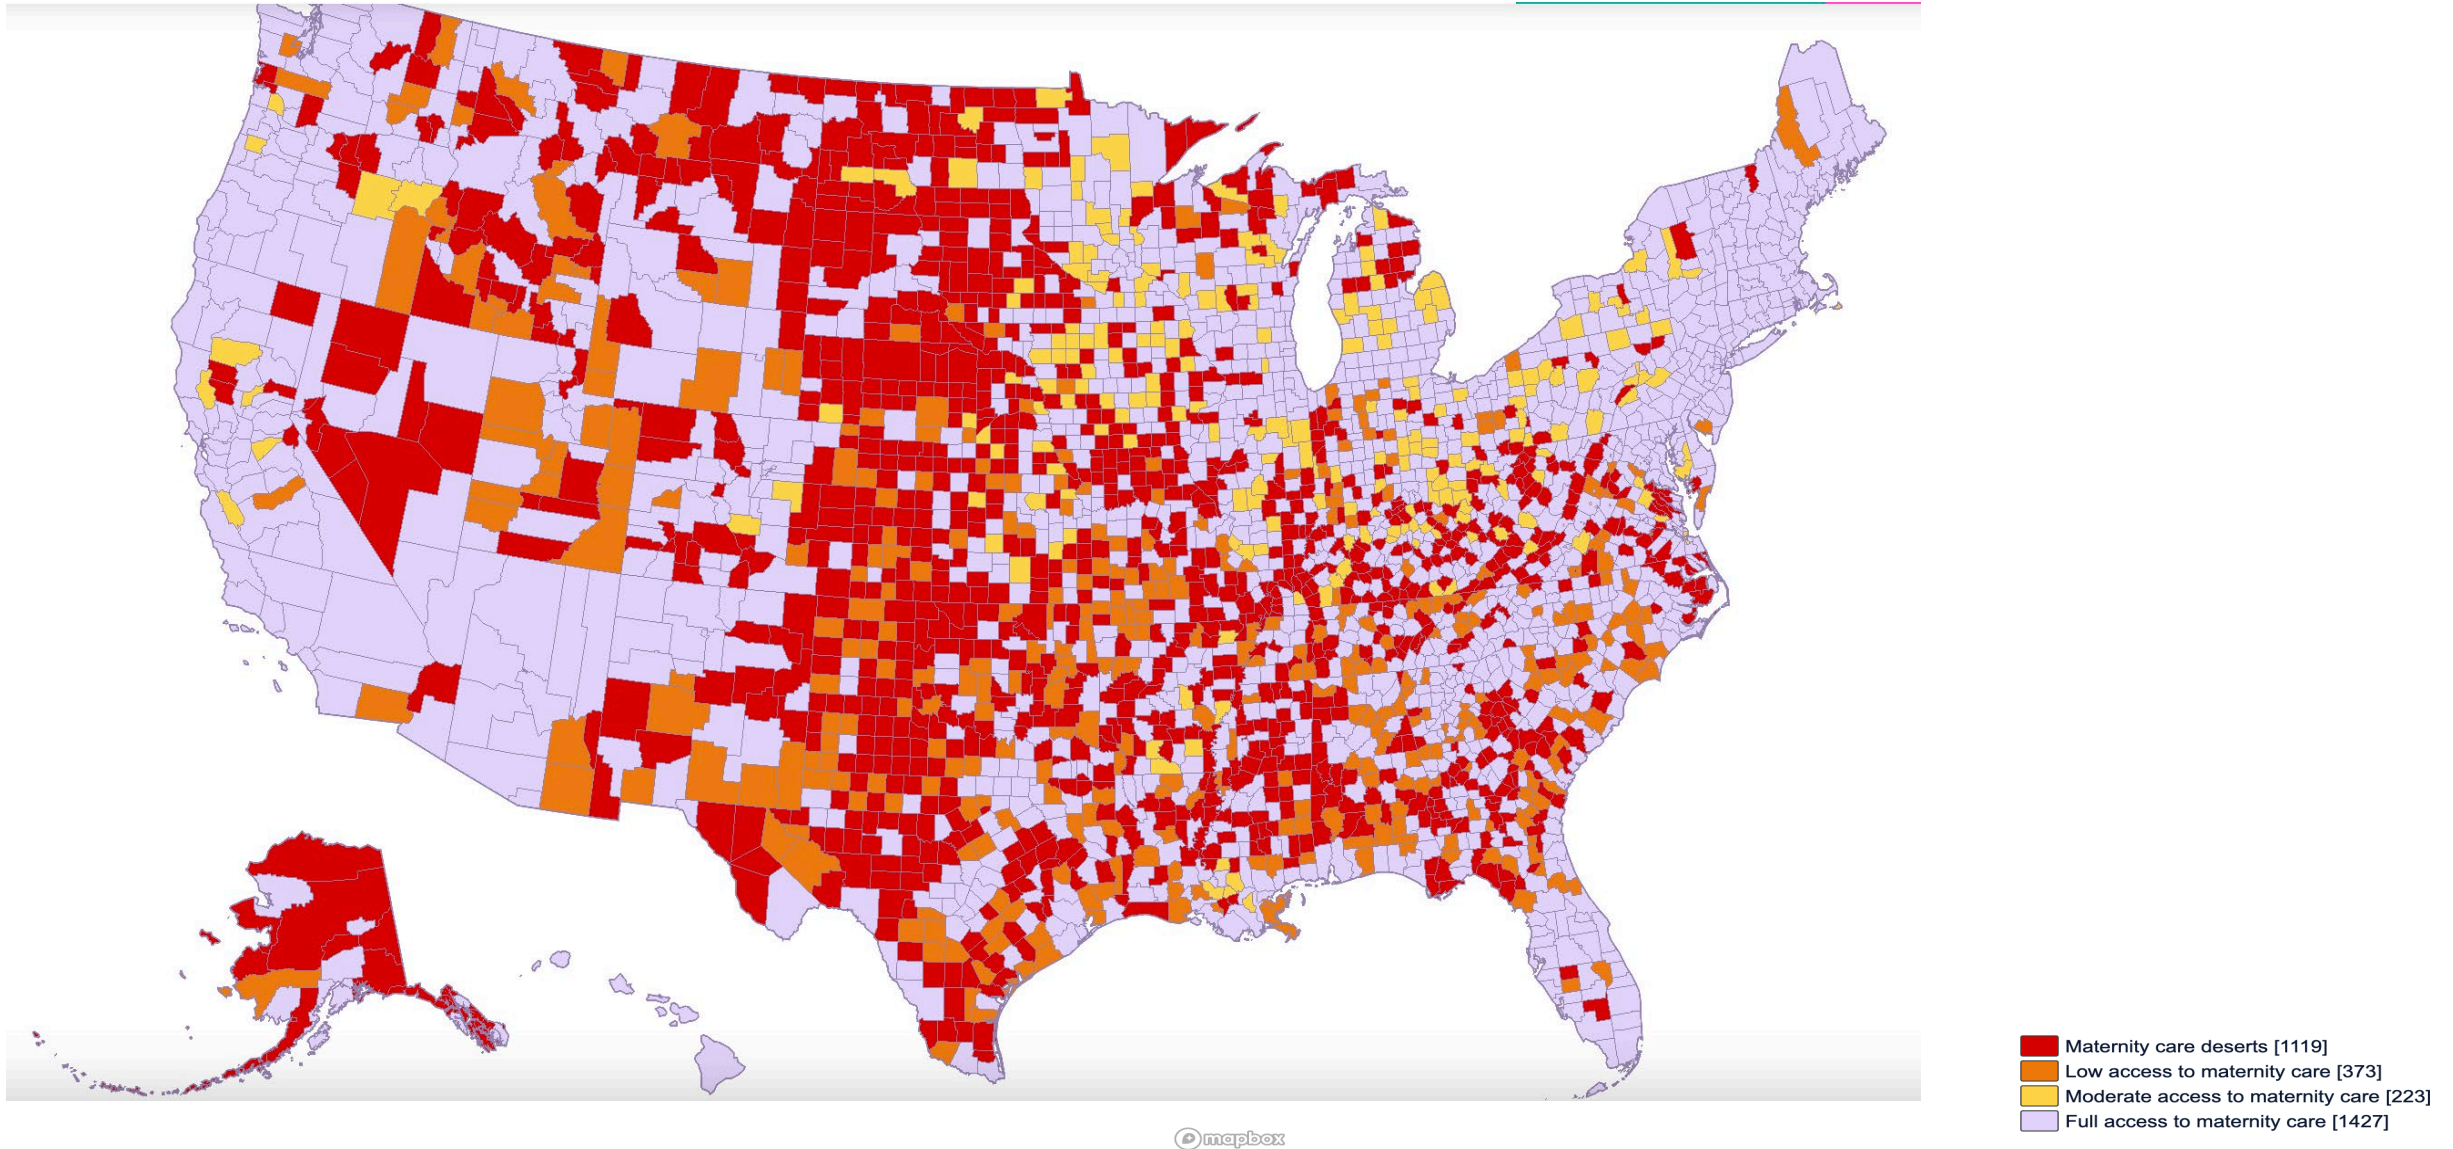 Maternity care deserts [1119]
Low access to maternity care [373]
Moderate access to maternity care [223]
Full access to maternity care [1427]
mapbox